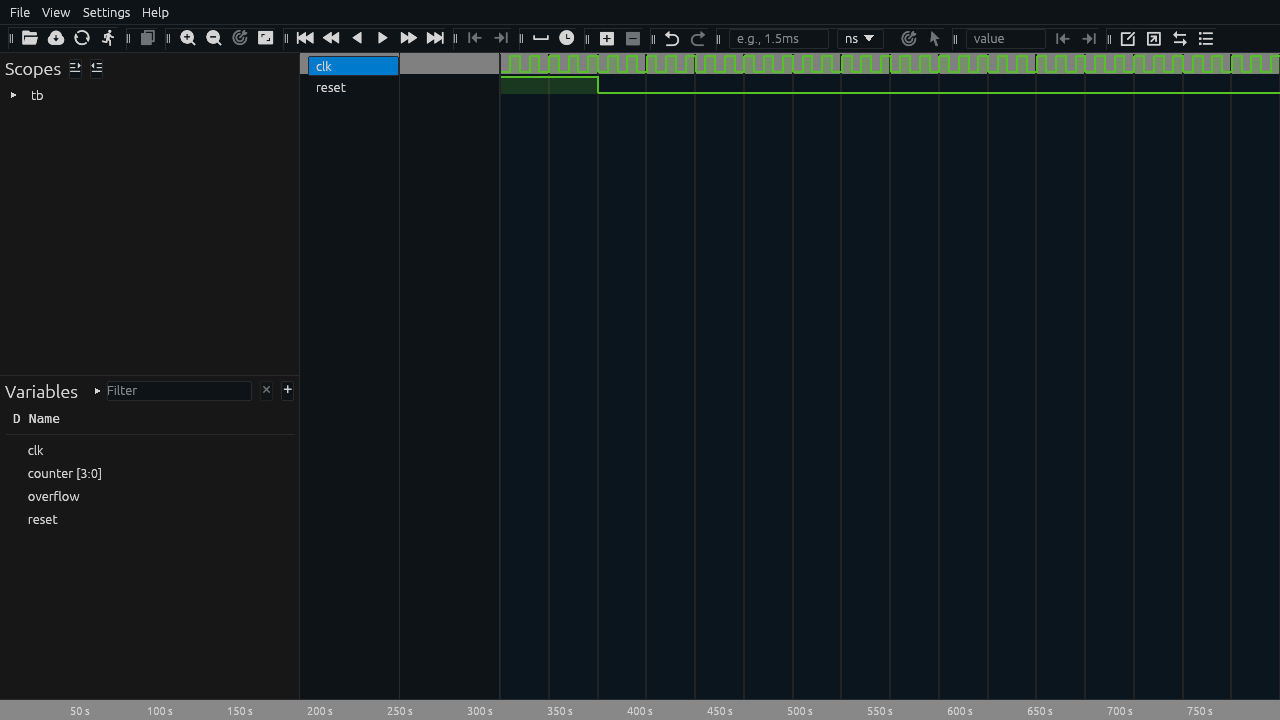 File View Settings Help
e.g., 1.5ms ns value
Scopes
tb
clk
reset
Variables Filter
D Name
clk
counter [3:0]
overflow
reset
50 s 100 s 150 s 200 s 250 s 300 s 350 s 400 s 450 s 500 s 550 s 600 s 650 s 700 s 750 s